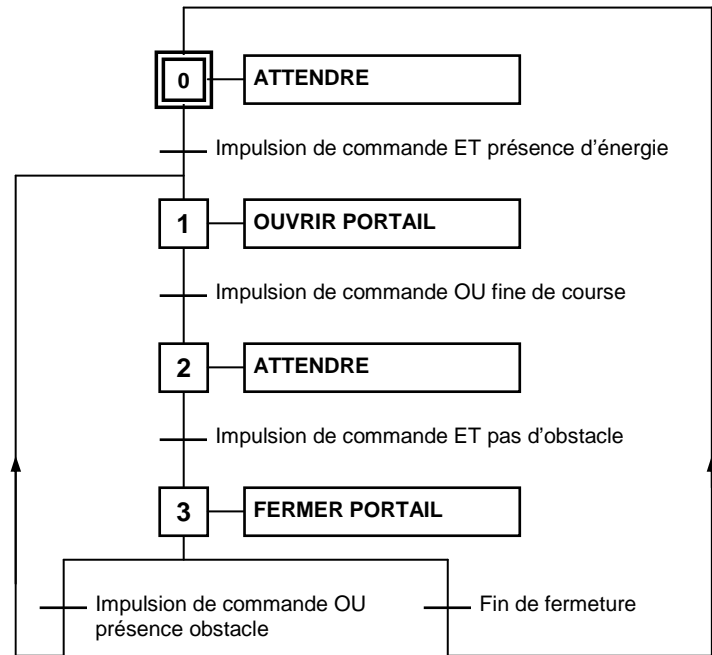 0
ATTENDRE
Impulsion de commande ET présence d'énergie
1
OUVRIR PORTAIL
Impulsion de commande OU fine de course
2
ATTENDRE
Impulsion de commande ET pas d'obstacle
3
FERMER PORTAIL
Impulsion de commande OU
présence obstacle
Fin de fermeture